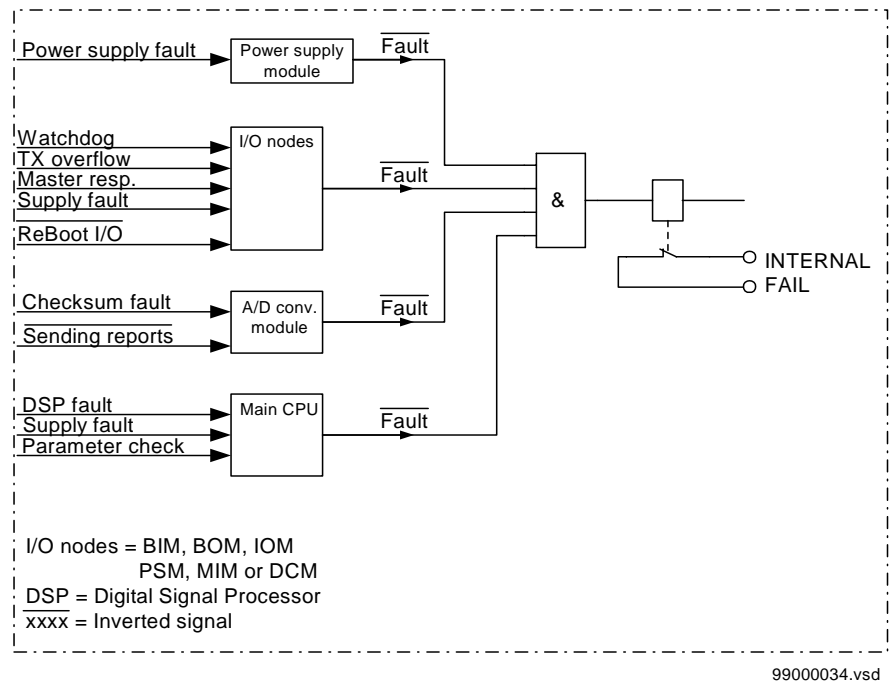 Power supply fault
Power supply
module
Fault
Watchdog
TX overflow
Master resp.
Supply fault
ReBoot I/O
I/O nodes
Fault
&
INTERNAL
FAIL
Checksum fault
Sending reports
A/D conv.
module
Fault
DSP fault
Supply fault
Parameter check
Main CPU
Fault
I/O nodes = BIM, BOM, IOM
PSM, MIM or DCM
DSP = Digital Signal Processor
xxxx = Inverted signal
99000034.vsd